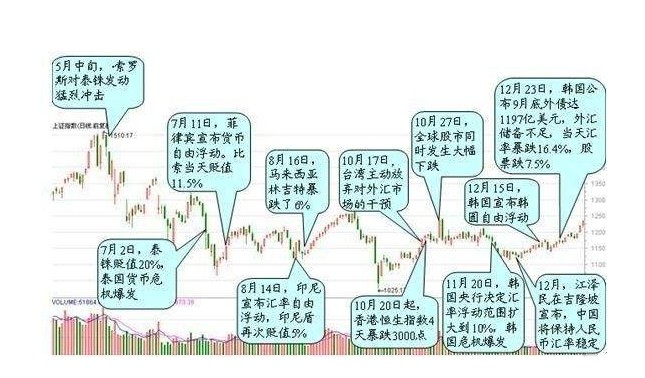 5月中旬,·索罗
斯对泰铢发动
猛烈冲击
上证指数(日线.前复权)
1510.17
7月11日,菲
律宾宣布货币
自由浮动。比
索当天贬值
11.5%
8月16日,
马来西亚
林吉特暴
跌了6%
10月17日,
台湾主动放
弃对外汇市
场的干预
10月27日,
全球股市同
时发生大幅
下跌
12月15日,
韩国宣布韩
圆自由浮动
12月23日,韩国公
布9月底外债达
1197亿美元,外汇
储备不足,当天汇
率暴跌16.4%,股
票跌7.5%
1350
1250
1200
1150
1100
7月2日,泰
铢贬值20%,
泰国货币危
机爆发
8月14日,印尼
宣布汇率自由
浮动,印尼盾
再次贬值5%
1025.1
10月20日起,
香港恒生指数4
天暴跌3000点
11月20日,韩
国央行决定汇
率浮动范围扩
大到10%,韩
国危机爆发
12月,江泽
民在吉隆坡
宣布,中国
将保持人民
币汇率稳定